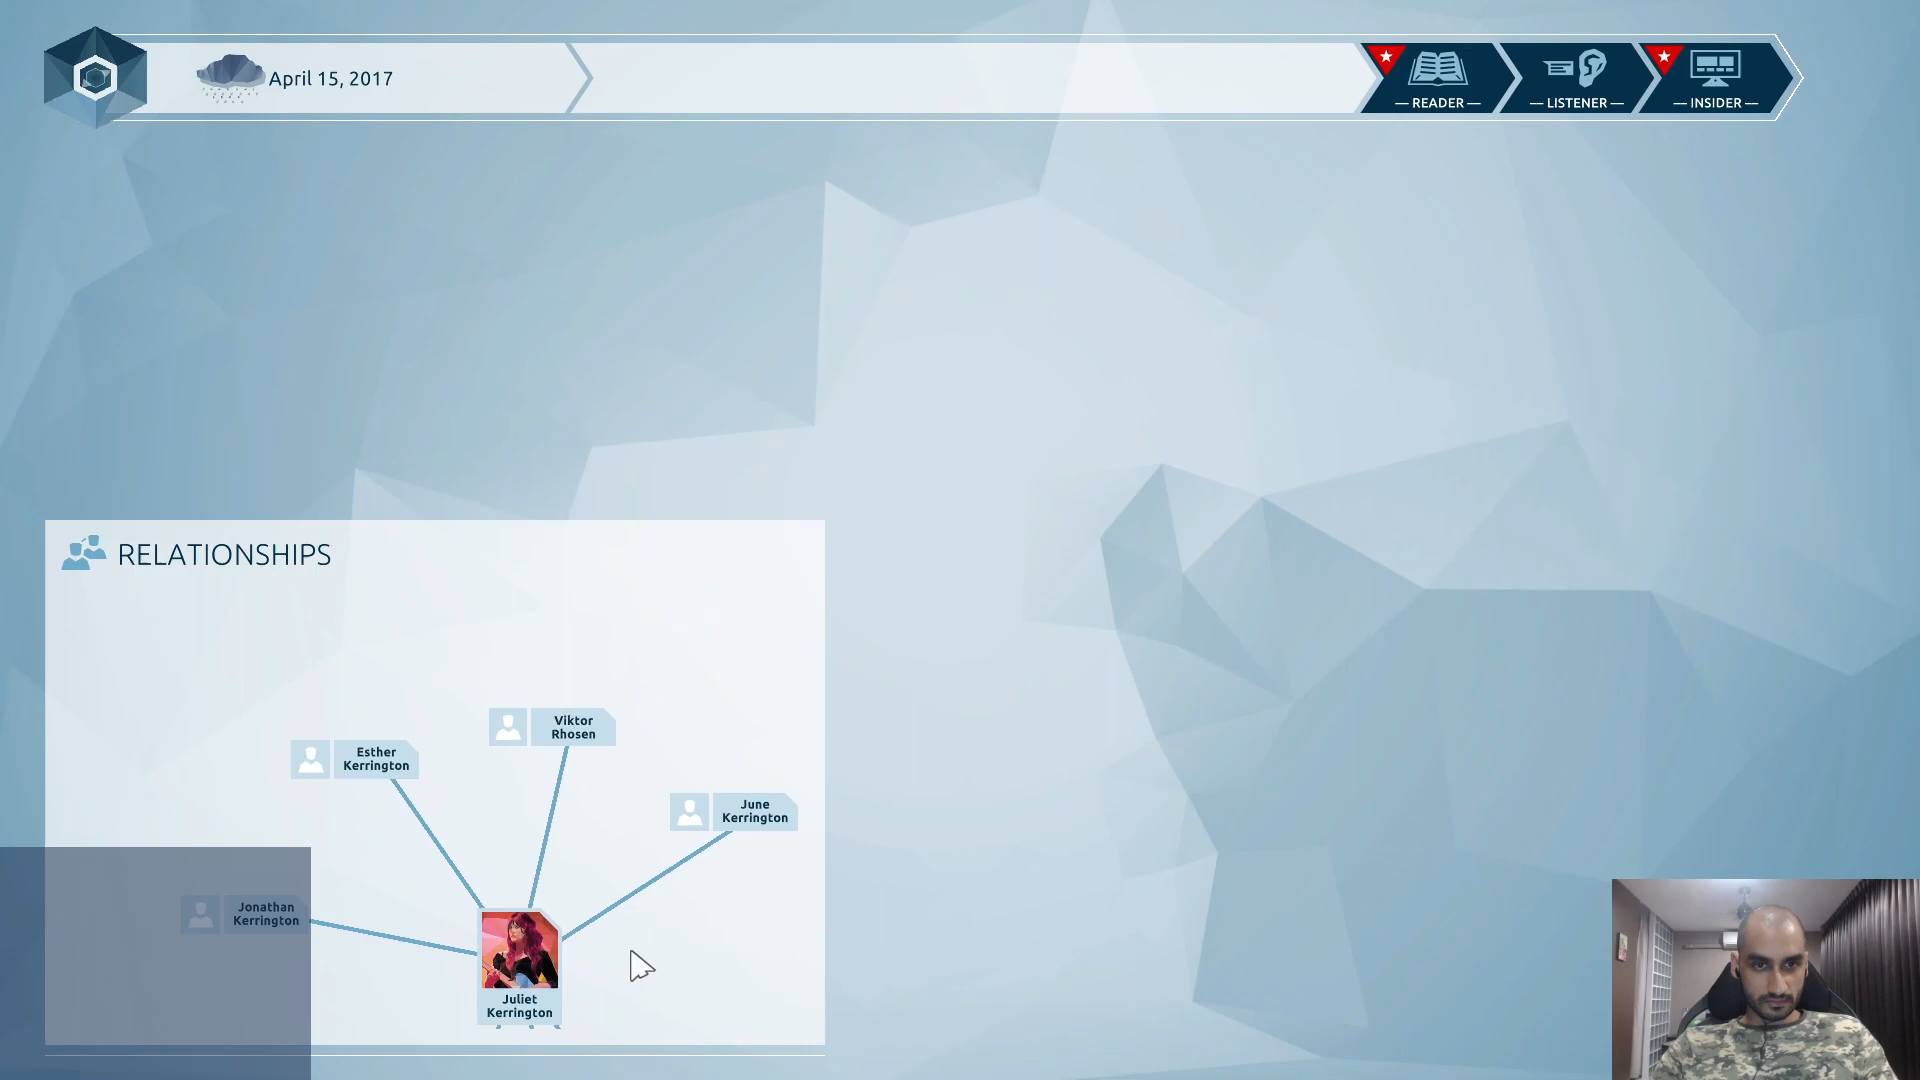 April 15, 2017
READER
LISTENER
INSIDER
RELATIONSHIPS
Viktor
Rhosen
Esther
Kerrington
June
Kerrington
Jonathan
Kerrington
Juliet
Kerrington